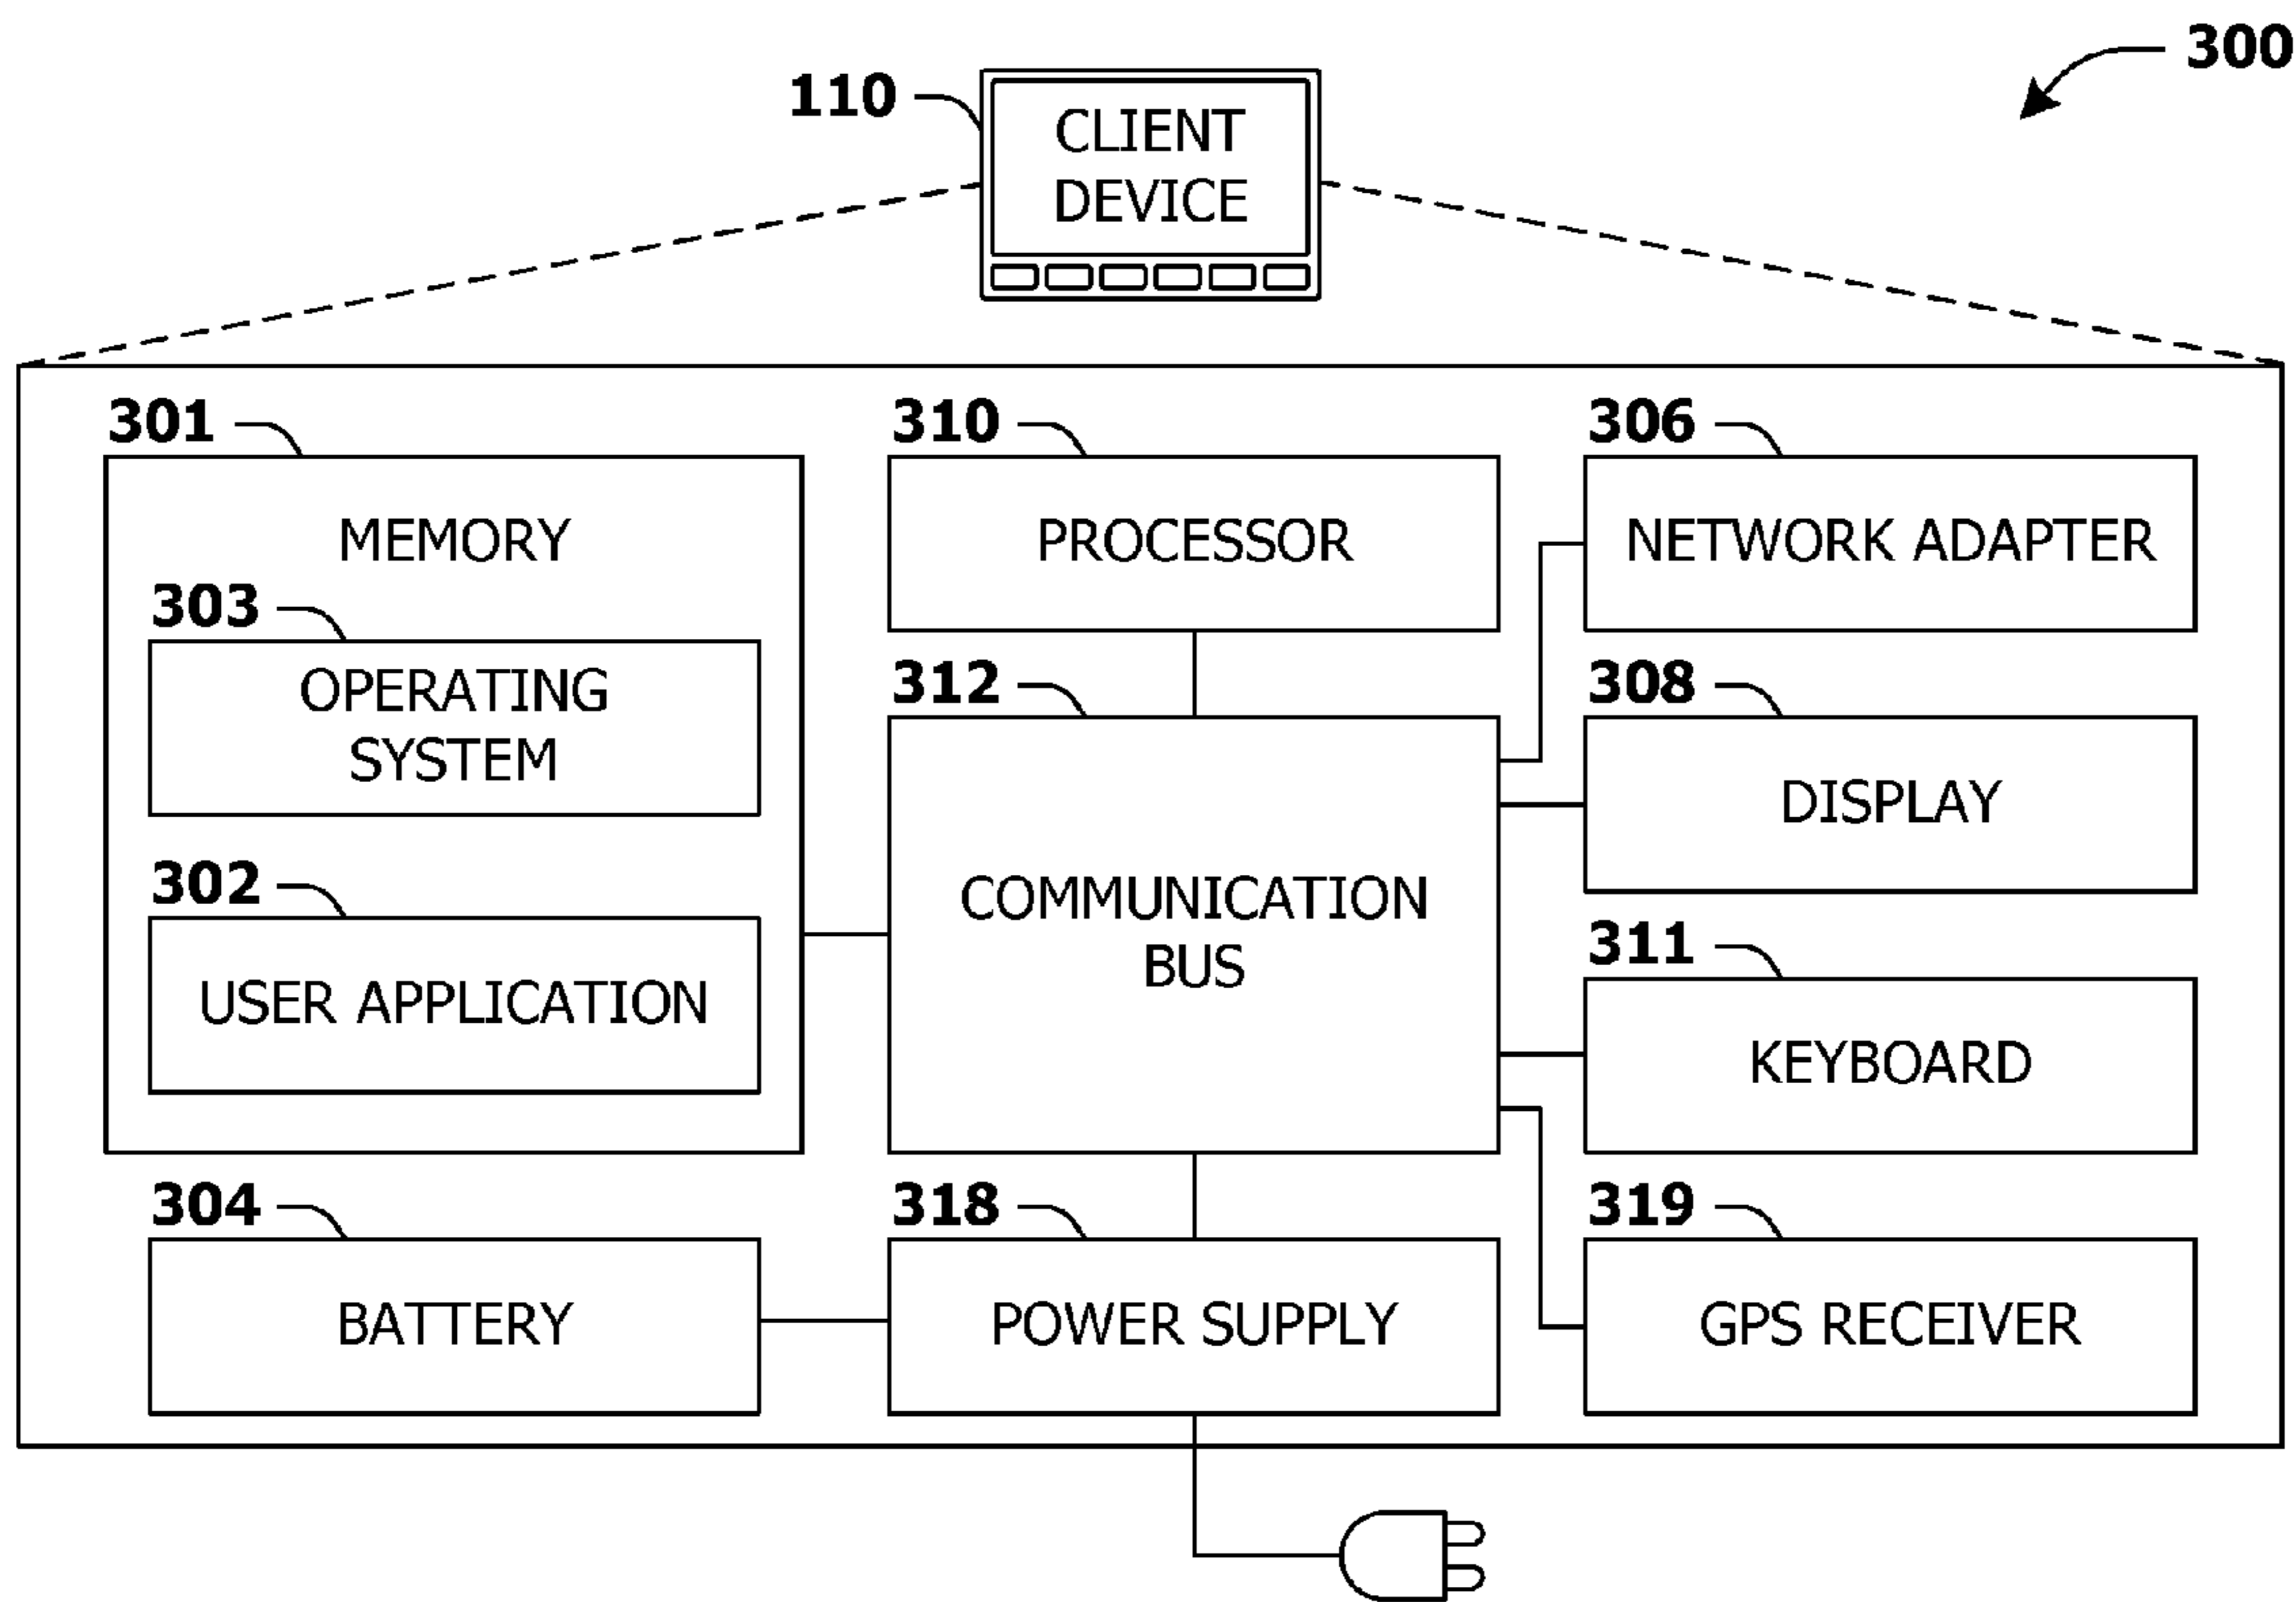 300
110
CLIENT
DEVICE
301
310
306
MEMORY
PROCESSOR
NETWORK ADAPTER
303
OPERATING
SYSTEM
312
308
DISPLAY
302
USER APPLICATION
COMMUNICATION
BUS
311
KEYBOARD
304
318
319
BATTERY
POWER SUPPLY
GPS RECEIVER